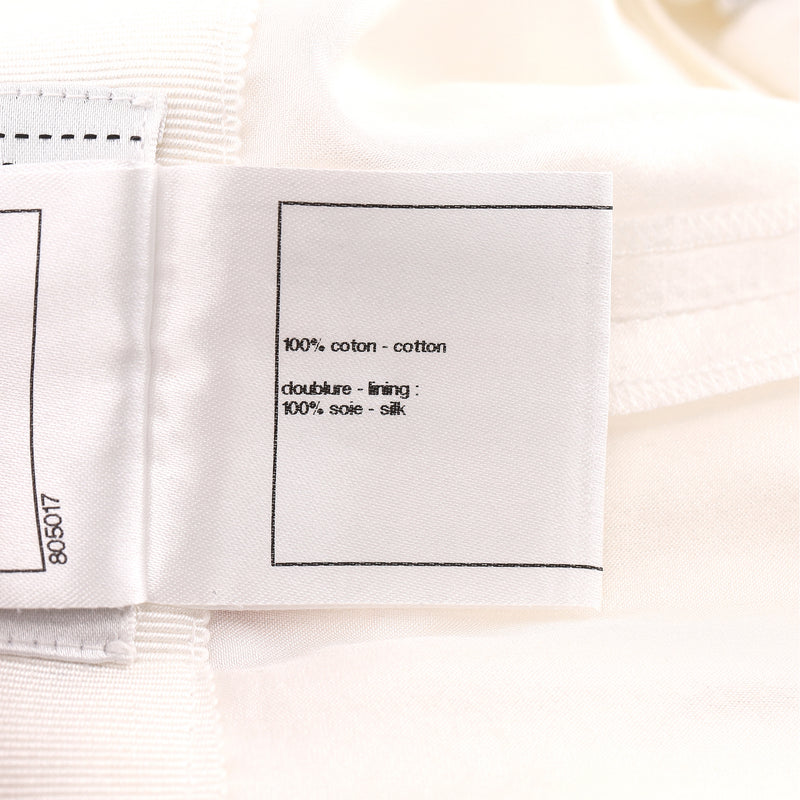 100% coton - cotton
doublure - lining :
100% soie - silk
805017